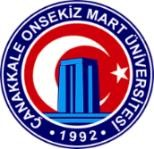 ÇANAKKALE ONSEKİZ MART ÜNİVERSİTESİ
• 1992 •